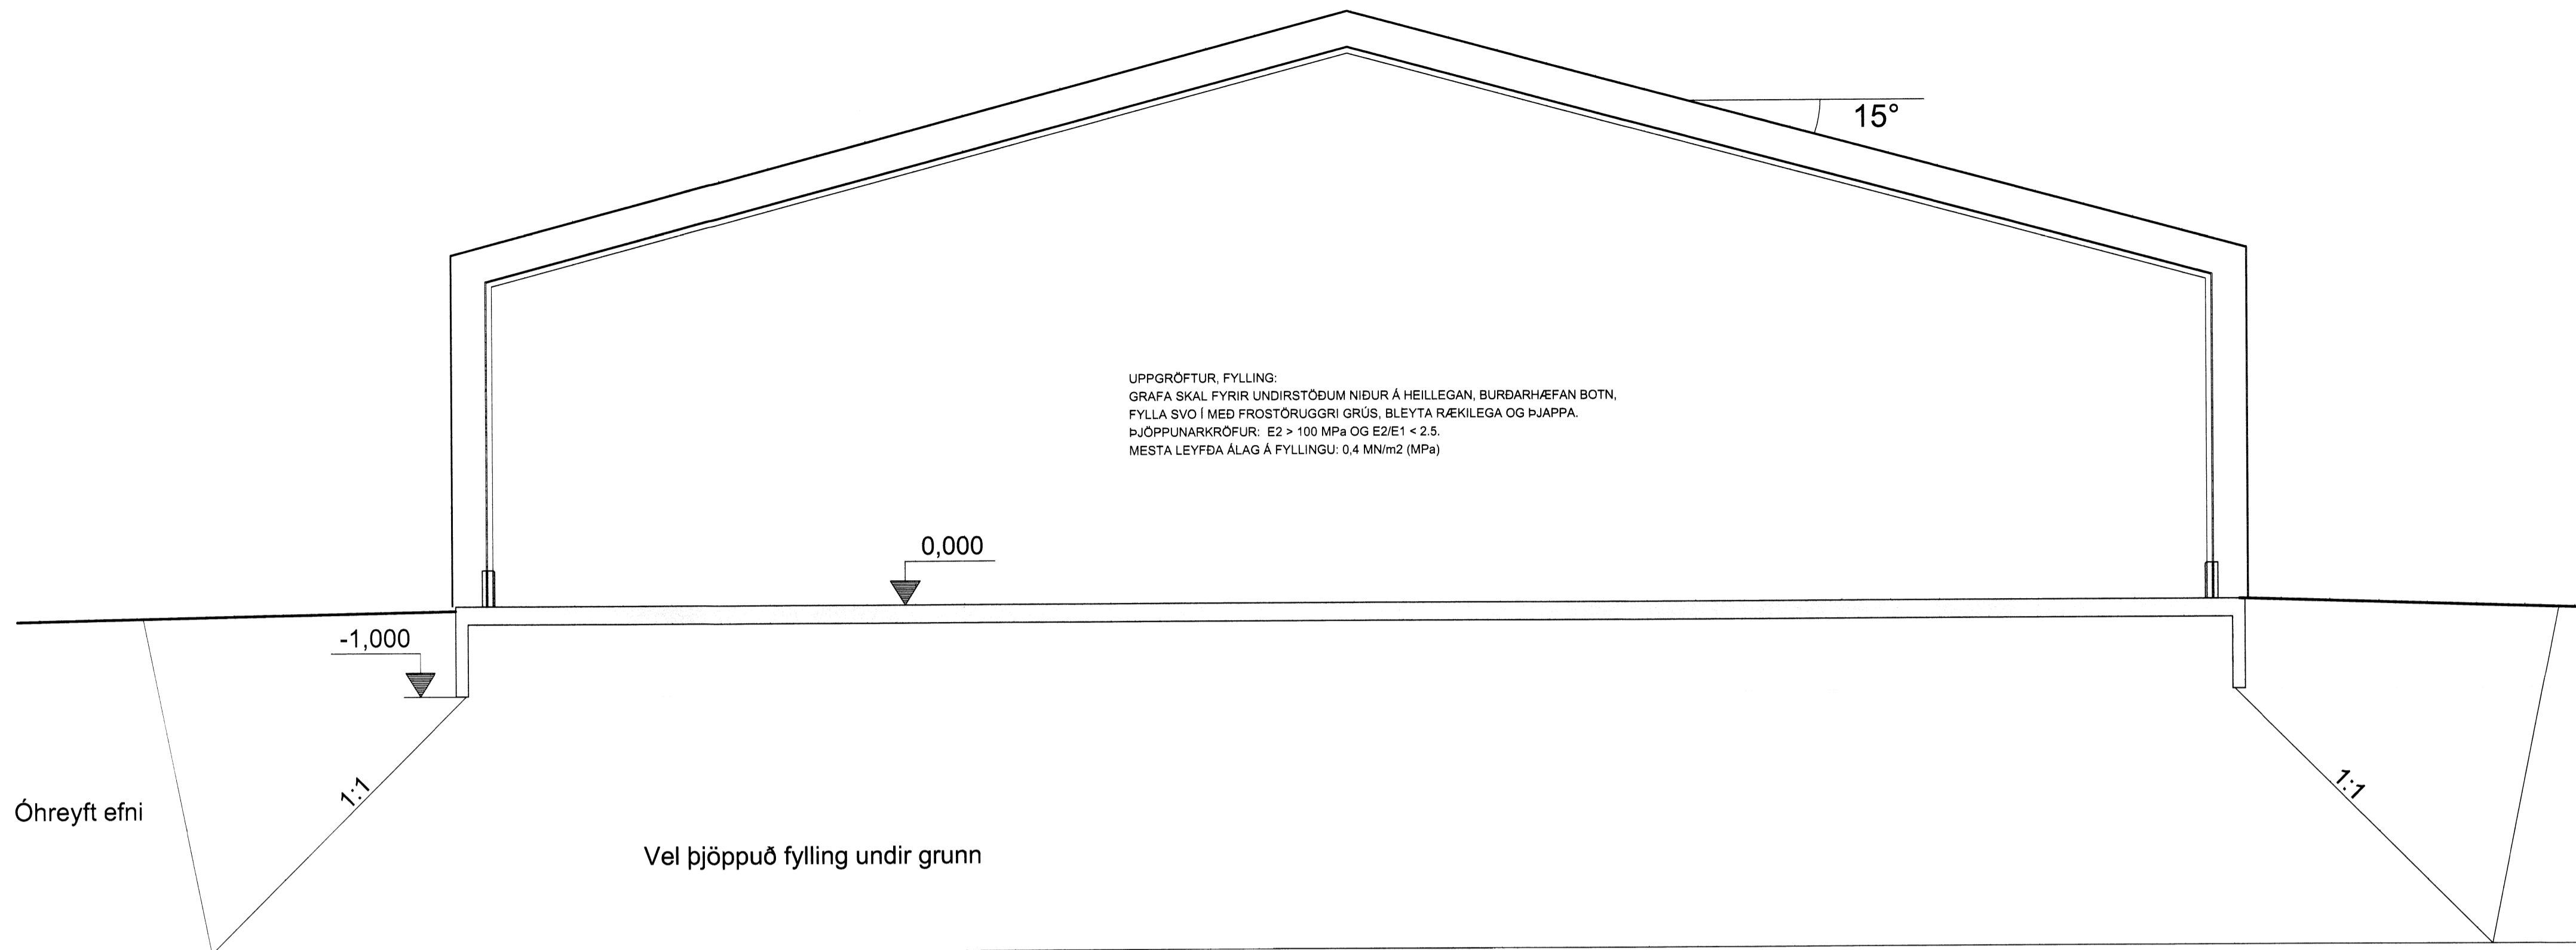 15°
UPPGRÖFTUR, FYLLING:
GRAFA SKAL FYRIR UNDIRSTÖÐUM NIÐUR Á HEILLEGAN, BURÐARHÆFAN BOTN,
FYLLA SVO Í MEÐ FROSTÖRUGGRI GRÚS, BLEYTA RÆKILEGA OG ÞJAPPA.
ÞJÖPPUNARKRÖFUR: E2 > 100 MPa OG E2/E1 < 2.5.
MESTA LEYFÐA ÁLAG Á FYLLINGU: 0,4 MN/m2 (MPa)
0,000
-1,000
1:1
1:1
Óhreyft efni
Vel þjöppuð fylling undir grunn